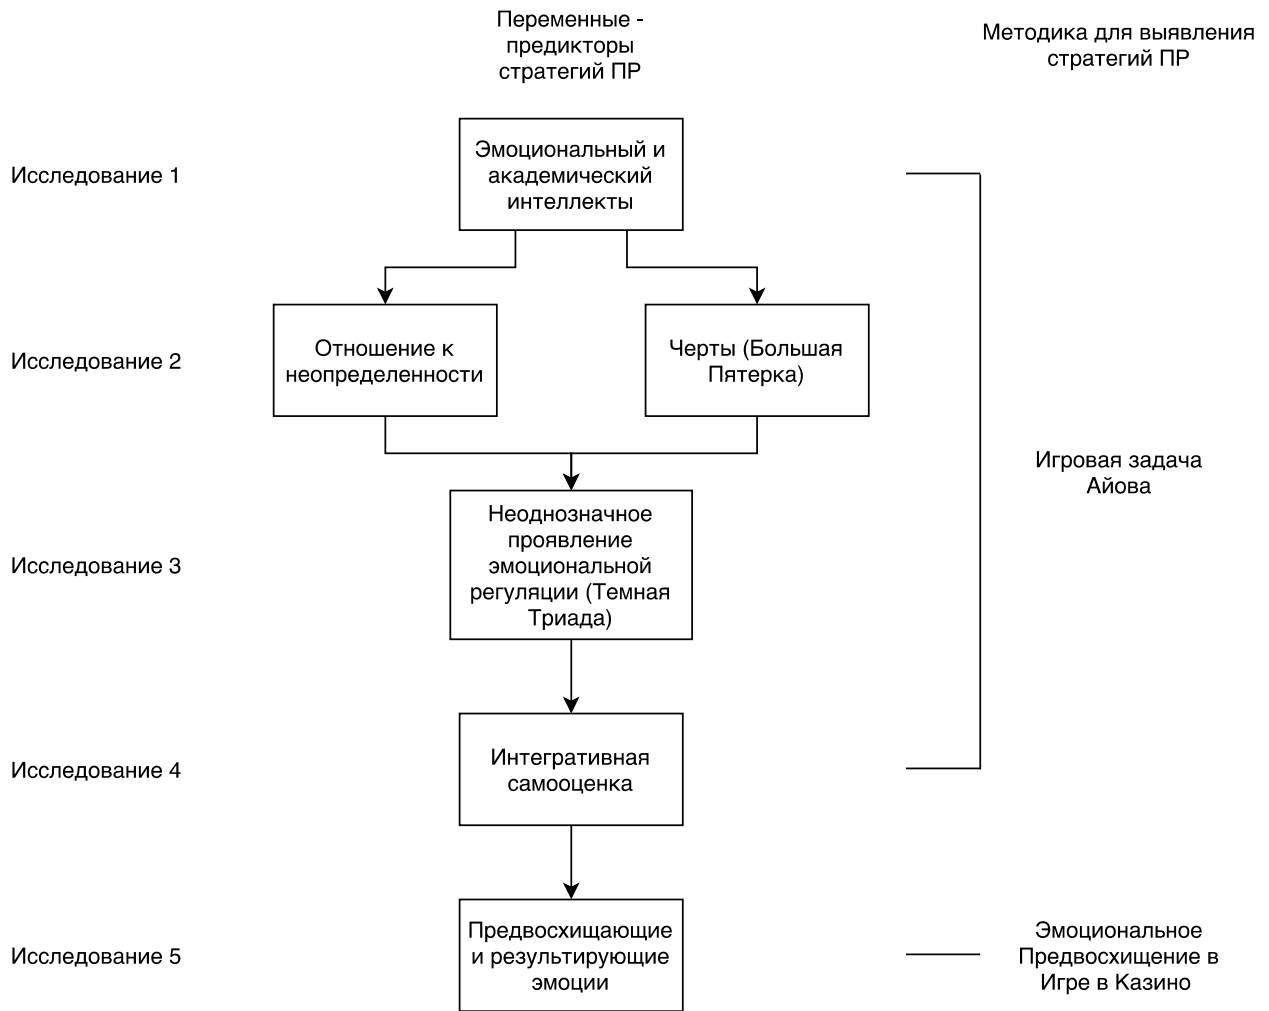 Переменные -
предикторы
стратегий ПР
Методика для выявления
стратегий ПР
Исследование 1
Эмоциональный и
академический
интеллекты
Исследование 2
Отношение к
неопределенности
Черты (Большая
Пятерка)
Игровая задача
Айова
Исследование 3
Неоднозначное
проявление
эмоциональной
регуляции (Темная
Триада)
Исследование 4
Интегративная
самооценка
Исследование 5
Предвосхищающие
и результирующие
эмоции
Эмоциональное
Предвосхищение в
Игре в Казино